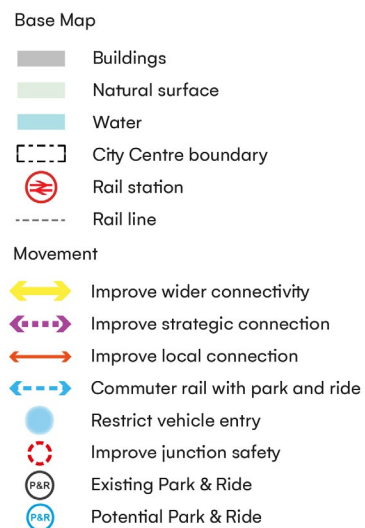 Base Map
Buildings
Natural surface
Water
City Centre boundary
Rail station
Rail line
Movement
Improve wider connectivity
Improve strategic connection
Improve local connection
Commuter rail with park and ride
Restrict vehicle entry
Improve junction safety
P&R Existing Park & Ride
P&R Potential Park & Ride